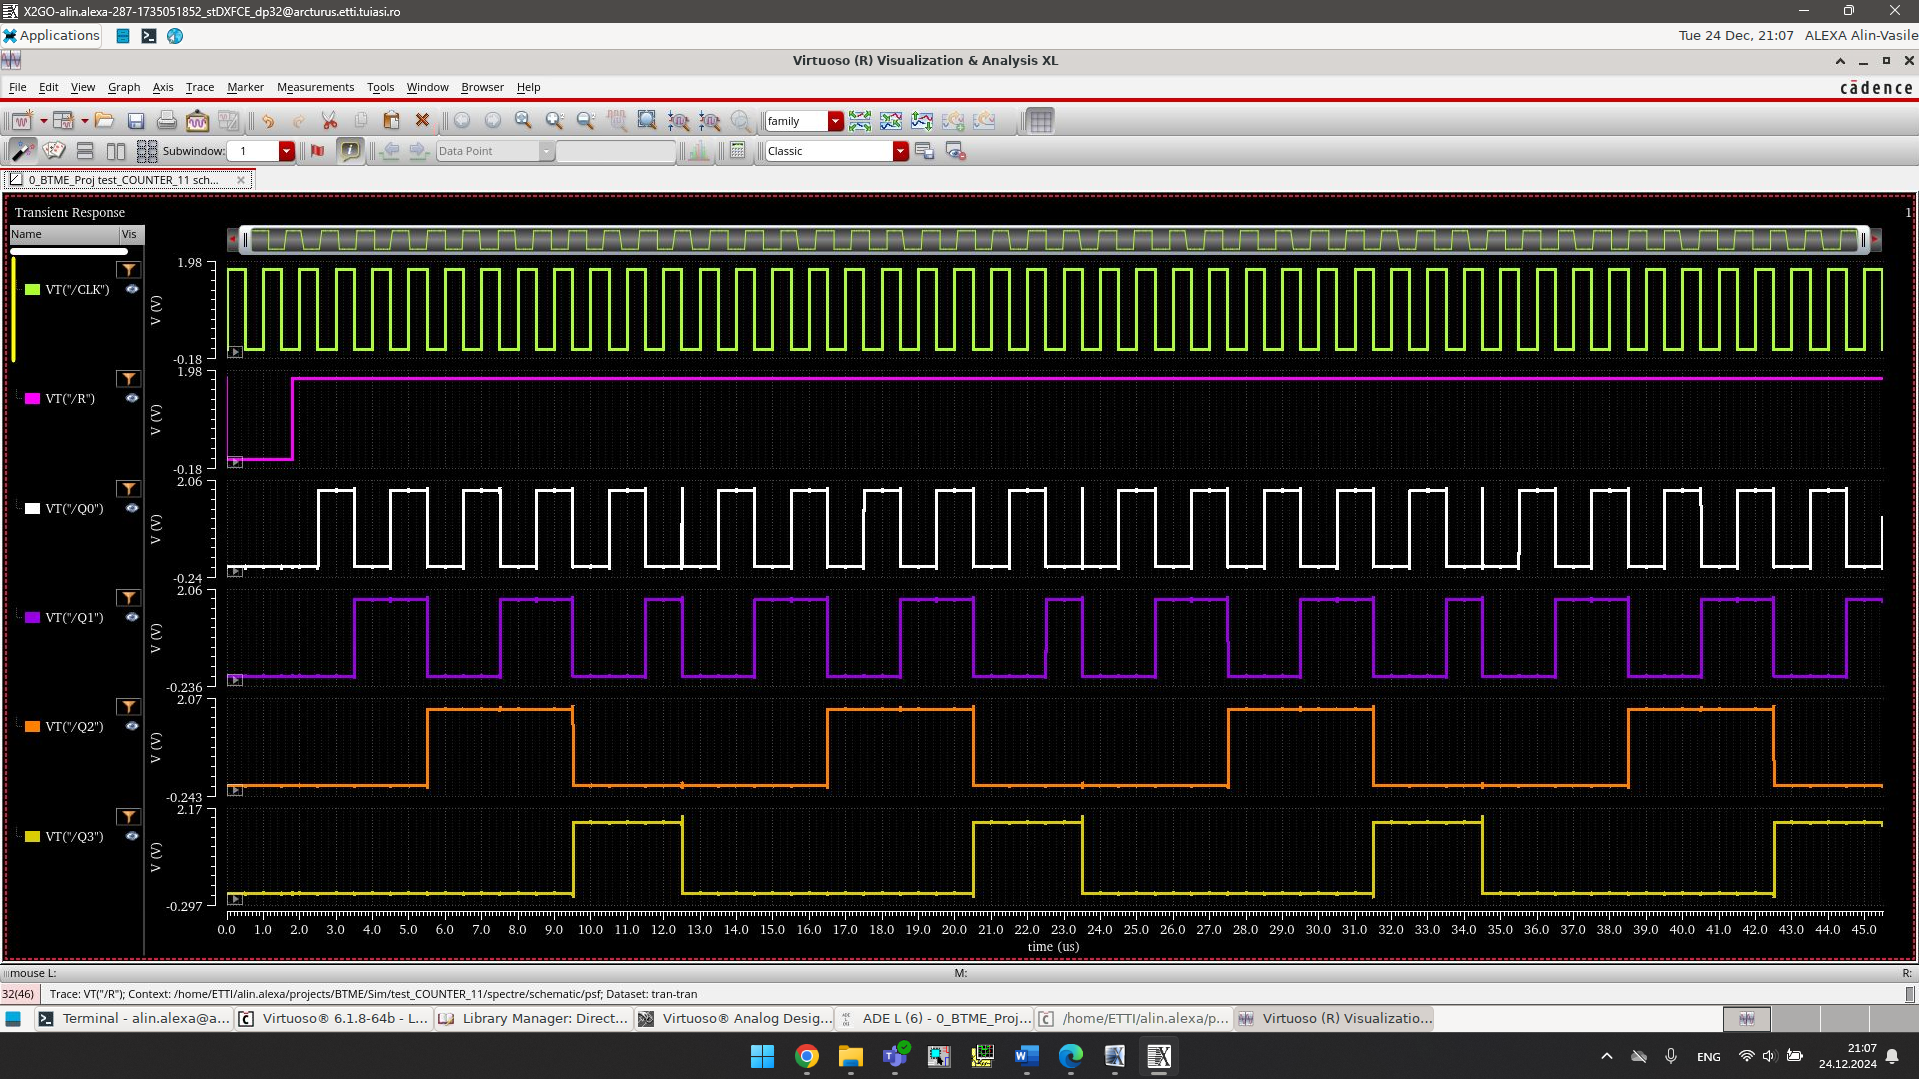 X2GO-alin.alexa-287-1735051852_stDXFCE_dp32@arcturus.etti.tuiasi.ro
Applications
Tue 24 Dec, 21:07 ALEXA Alin-Vasile
Virtuoso (R) Visualization & Analysis XL
File Edit View Graph Axis Trace Marker Measurements Tools Window Browser Help
cādence
family
Subwindow: 1
Data Point
Classic
0_BTME_Proj test_COUNTER_11 sch...
Transient Response
1
Name Vis
1.98
VT("/CLK")
V (V)
-0.18
1.98
VT("/R")
V (V)
-0.18
2.06
VT("/Q0")
V (V)
-0.24
2.06
VT("/Q1")
V (V)
-0.236
2.07
VT("/Q2")
V (V)
-0.243
2.17
VT("/Q3")
V (V)
-0.297
0.0 1.0 2.0 3.0 4.0 5.0 6.0 7.0 8.0 9.0 10.0 11.0 12.0 13.0 14.0 15.0 16.0 17.0 18.0 19.0 20.0 21.0 22.0 23.0 24.0 25.0 26.0 27.0 28.0 29.0 30.0 31.0 32.0 33.0 34.0 35.0 36.0 37.0 38.0 39.0 40.0 41.0 42.0 43.0 44.0 45.0
time (us)
mouse L: M: R:
32(46) Trace: VT("/R"); Context: /home/ETTI/alin.alexa/projects/BTME/Sim/test_COUNTER_11/spectre/schematic/psf; Dataset: tran-tran
Terminal - alin.alexa@a... Virtuoso® 6.1.8-64b - L... Library Manager: Direct... Virtuoso® Analog Desig... ADE L (6) - 0_BTME_Proj... /home/ETTI/alin.alexa/p... Virtuoso (R) Visualizatio...
ENG
21:07
24.12.2024